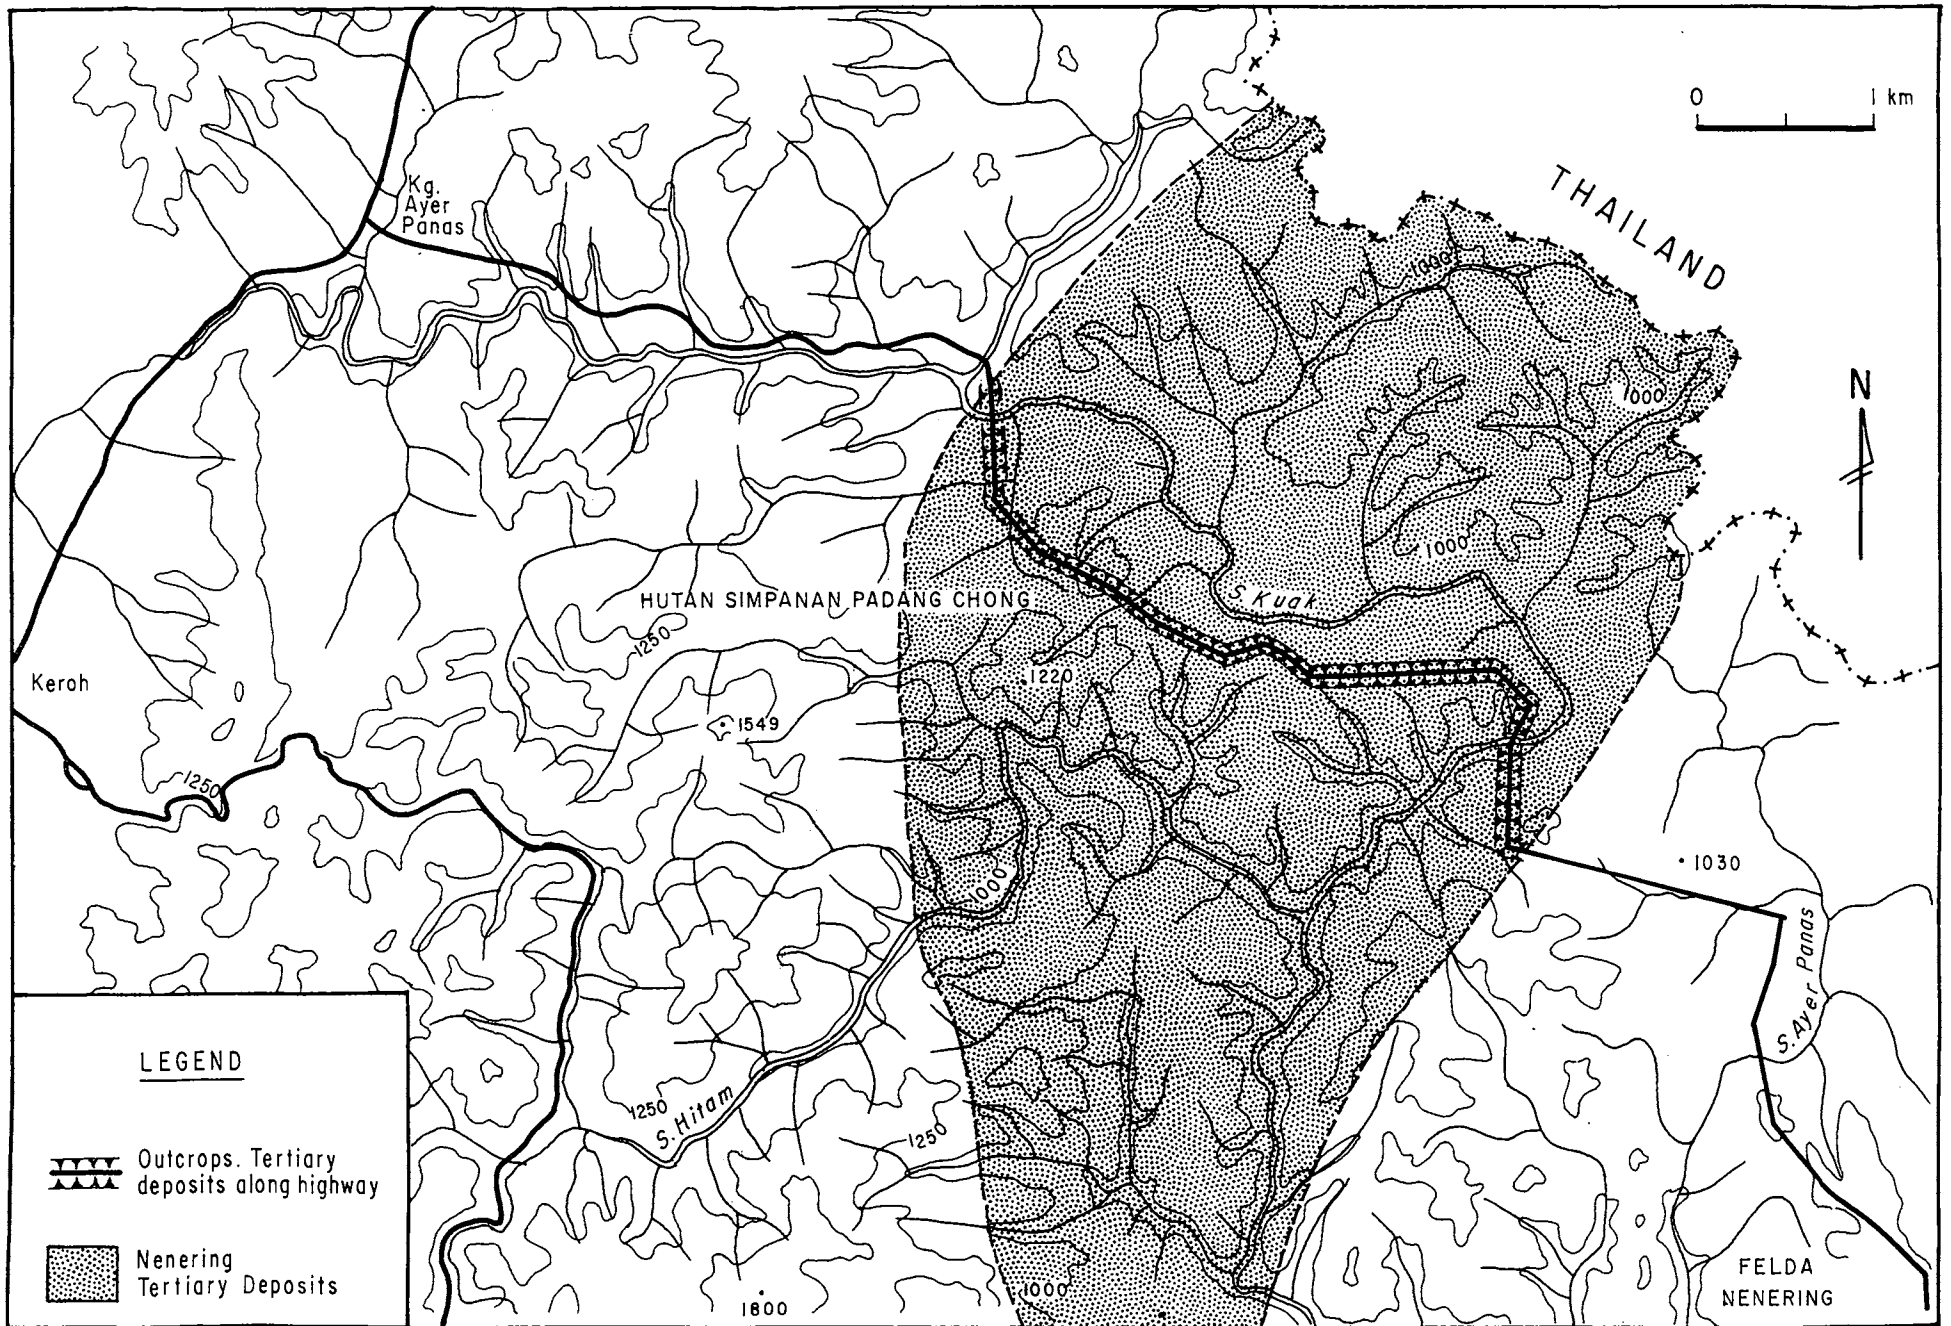 0 1 km
THAILAND
Kg.
Ayer
Panas
1000
1000
N
1000
S Kuak
HUTAN SIMPANAN PADANG CHONG
1250
1220
Keroh
1549
1250
1030
1000
S. Ayer Panas
LEGEND
Outcrops. Tertiary
deposits along highway
Nenering
Tertiary Deposits
1250
S. Hitam
1250
1000
1800
FELDA
NENERING